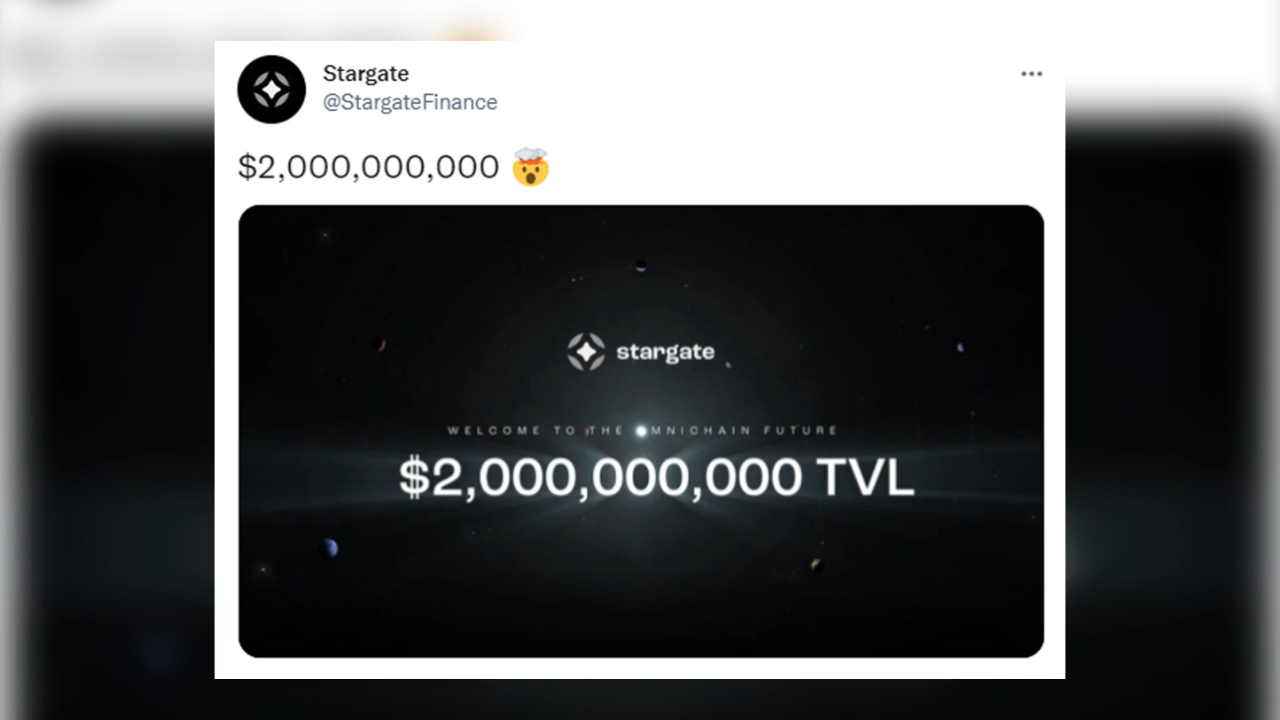 Stargate
@StargateFinance
$2,000,000,000 🤯
stargate
WELCOME TO THE OMNICHAIN FUTURE
$2,000,000,000 TVL